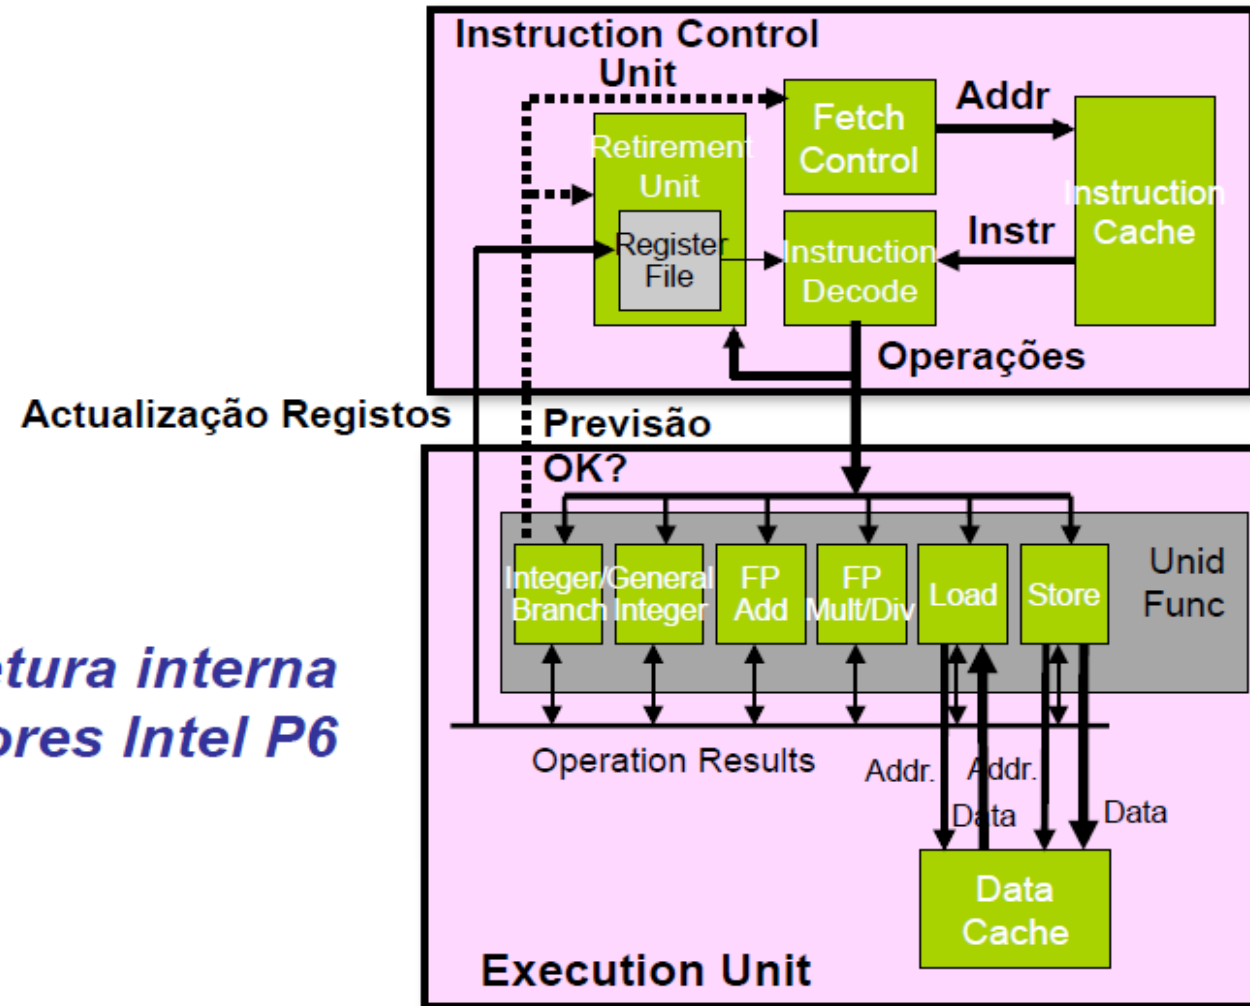 Instruction Control
Unit
Fetch
Control
Addr
Instruction
Cache
Retirement
Unit
Register
File
Instruction
Decode
Instr
Operações
Actualização Registos
Previsão
OK?
Integer/
Branch
General
Integer
FP
Add
FP
Mult/Div
Load
Store
Unid
Func
etura interna
ores Intel P6
Operation Results
Addr.
Addr.
Data
Data
Data
Cache
Execution Unit